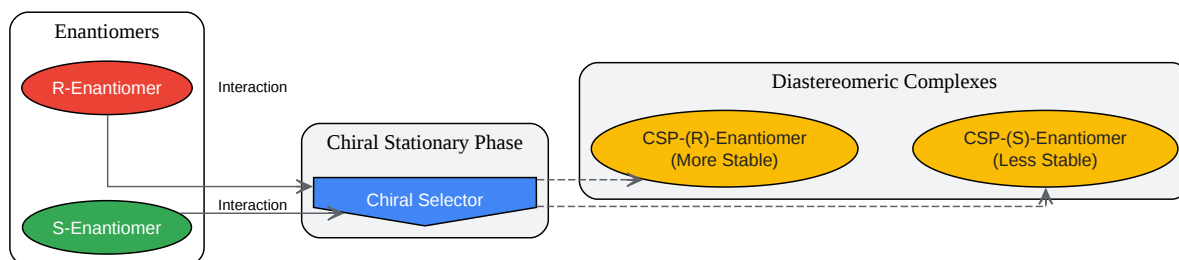 Enantiomers
R-Enantiomer
S-Enantiomer
Interaction
Interaction
Chiral Stationary Phase
Chiral Selector
Diastereomeric Complexes
CSP-(R)-Enantiomer
(More Stable)
CSP-(S)-Enantiomer
(Less Stable)